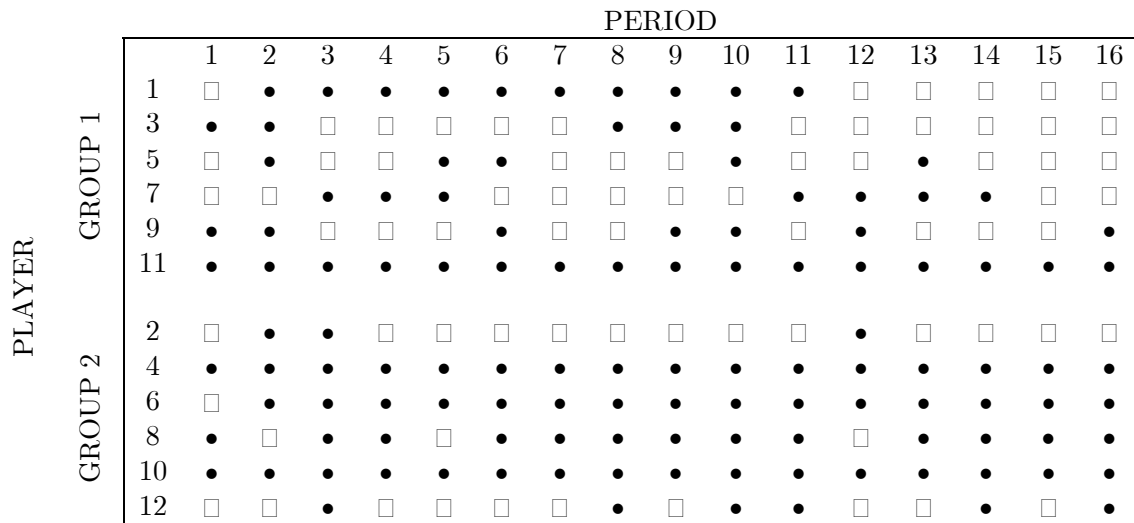 PERIOD
1 2 3 4 5 6 7 8 9 10 11 12 13 14 15 16
PLAYER
GROUP 1
1 □ • • • • • • • • • • □ □ □ □ □
3 • • □ □ □ □ □ • • • □ □ □ □ □ □
5 □ • □ □ • • □ □ □ • □ □ • □ □ □
7 □ □ • • • □ □ □ □ □ • • • • □ □
9 • • □ □ □ • □ □ • • □ • □ □ □ •
11 • • • • • • • • • • • • • • • •
GROUP 2
2 □ • • □ □ □ □ □ □ □ □ • □ □ □ □
4 • • • • • • • • • • • • • • • •
6 □ • • • • • • • • • • • • • • •
8 • □ • • □ • • • • • • □ • • • •
10 • • • • • • • • • • • • • • • •
12 □ □ • □ □ □ □ • □ • • □ □ • □ •